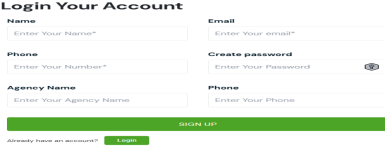 Login Your Account
Name Email
Enter Your Name* Enter Your email*
Phone Create password
Enter Your Number* Enter Your Password
Agency Name Phone
Enter Your Agency Name Enter Your Phone
SIGN UP
Already have an account? Login